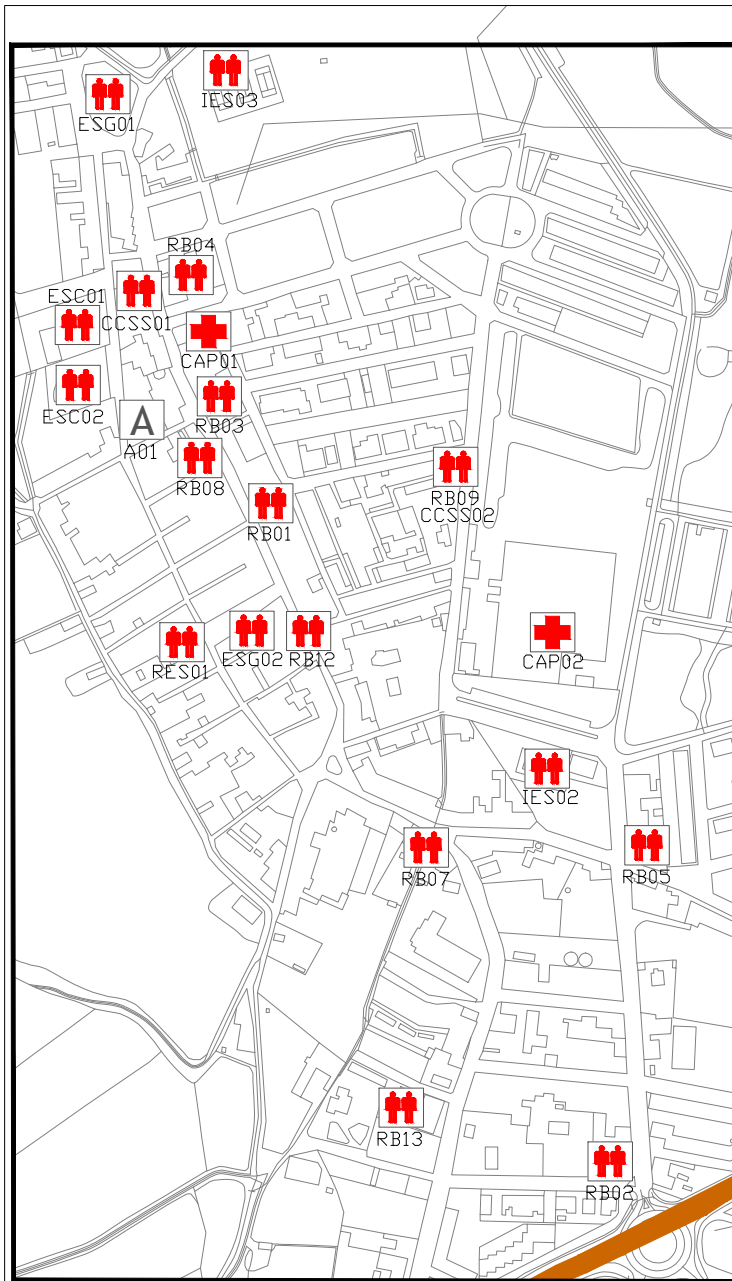 IES03
ESG01
RB04
ESC01
CCSS01
CAP01
ESC02
RB03
A
A01
RB08
RB09
CCSS02
RB01
RES01
ESG02
RB12
CAP02
IES02
RB07
RB05
RB13
RB02